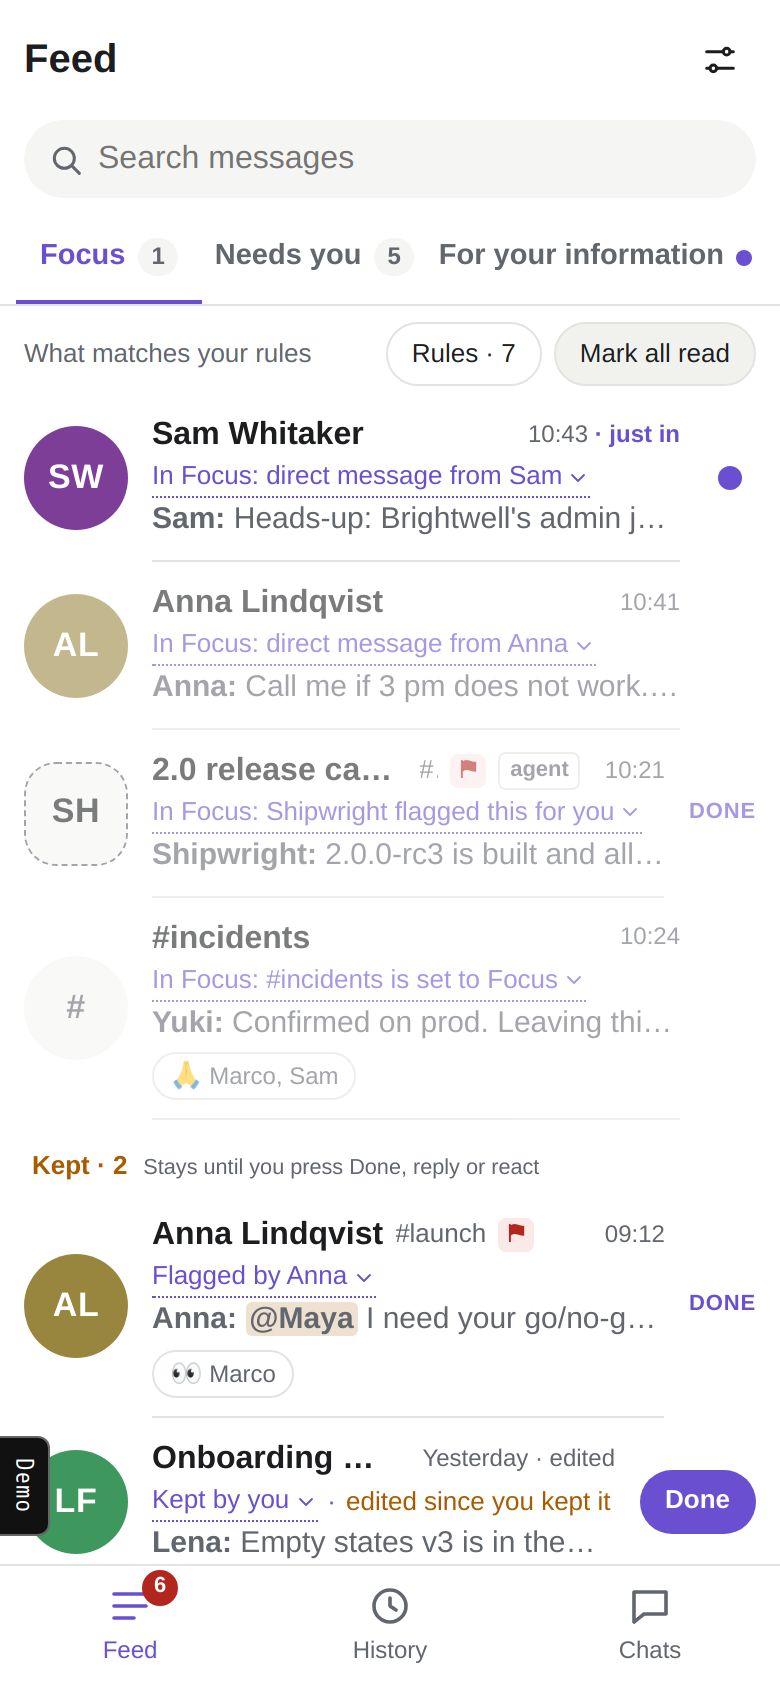 Feed
Search messages
Focus 1 Needs you 5 For your information
What matches your rules Rules · 7 Mark all read
SW
Sam Whitaker 10:43 · just in
In Focus: direct message from Sam
Sam: Heads-up: Brightwell's admin j…
AL
Anna Lindqvist 10:41
In Focus: direct message from Anna
Anna: Call me if 3 pm does not work.…
SH
2.0 release ca… #. agent 10:21
In Focus: Shipwright flagged this for you
DONE
Shipwright: 2.0.0-rc3 is built and all…
#
#incidents 10:24
In Focus: #incidents is set to Focus
Yuki: Confirmed on prod. Leaving thi…
🙏 Marco, Sam
Kept · 2 Stays until you press Done, reply or react
AL
Anna Lindqvist #launch 09:12
Flagged by Anna
DONE
Anna: @Maya I need your go/no-g…
👀 Marco
Demo
LF
Onboarding … Yesterday · edited
Kept by you · edited since you kept it
Done
Lena: Empty states v3 is in the…
6
Feed History Chats